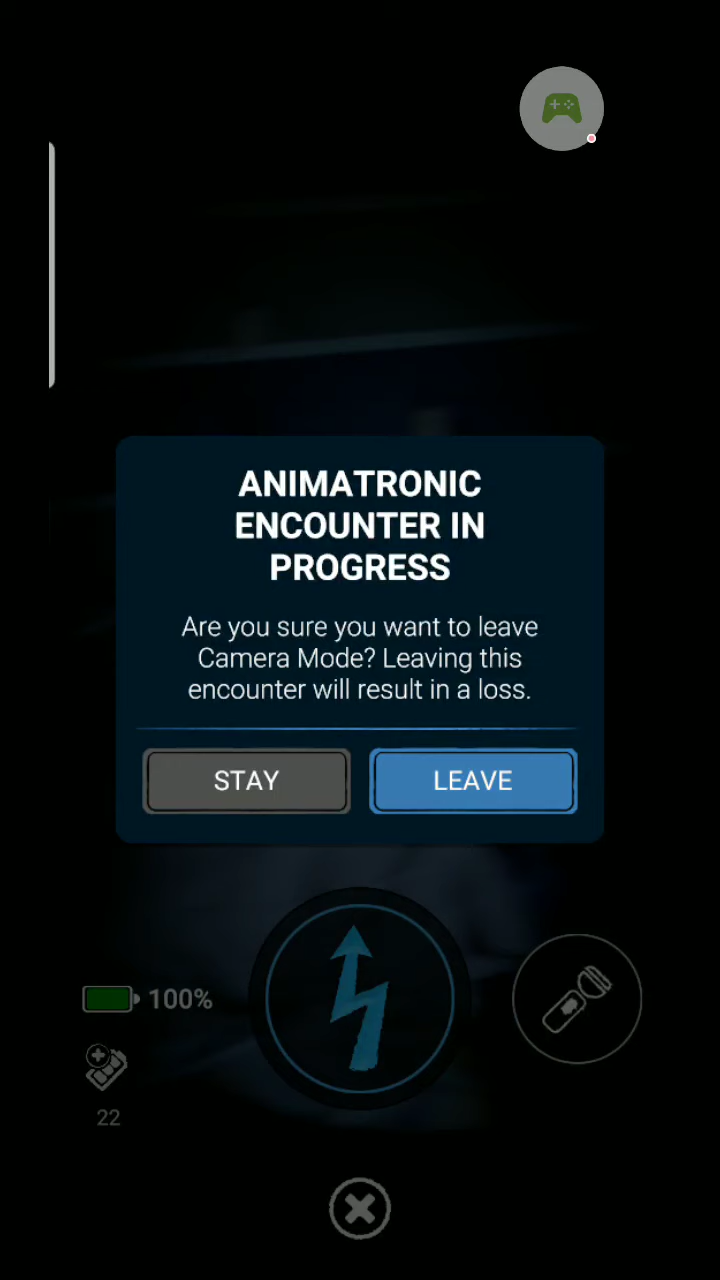 ANIMATRONIC
ENCOUNTER IN
PROGRESS
Are you sure you want to leave
Camera Mode? Leaving this
encounter will result in a loss.
STAY
LEAVE
100%
22